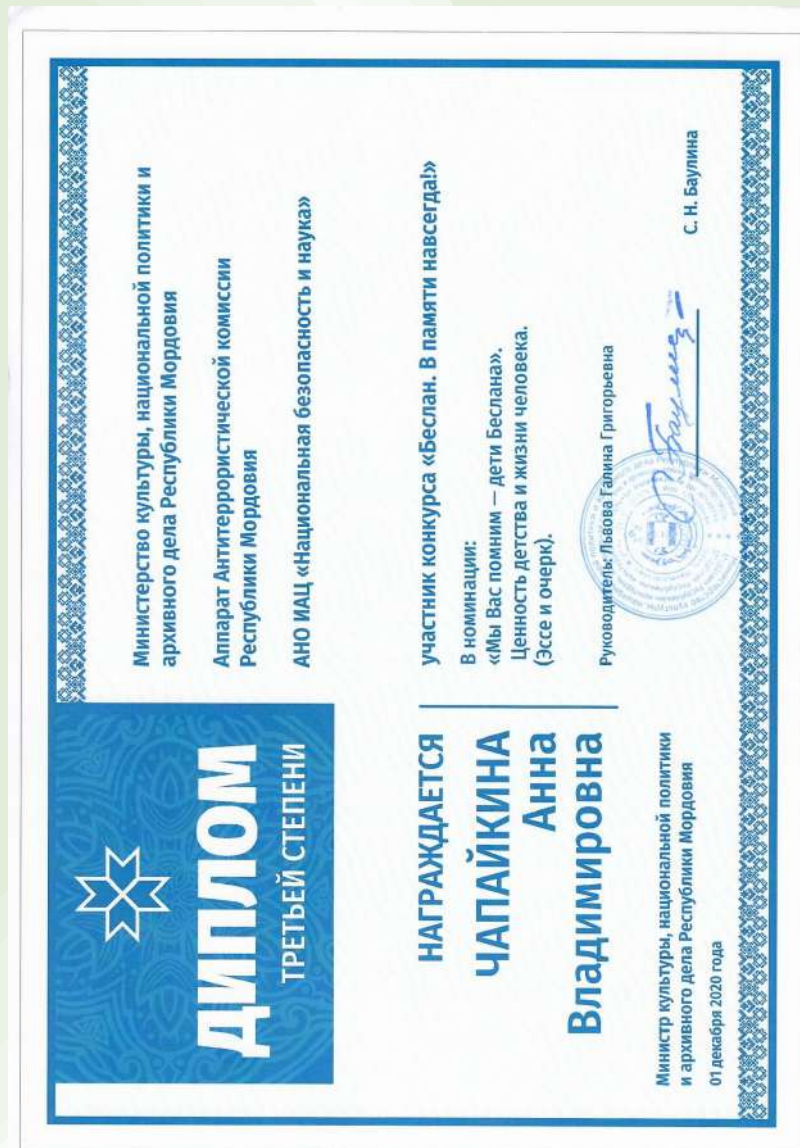 ДИПЛОМ
ТРЕТЬЕЙ СТЕПЕНИ
Министерство культуры, национальной политики и
архивного дела Республики Мордовия
Аппарат Антитеррористической комиссии
Республики Мордовия
АНО ИАЦ «Национальная безопасность и наука»
НАГРАЖДАЕТСЯ
ЧАПАЙКИНА
Анна
Владимировна
участник конкурса «Беслан. В памяти навсегда!»
В номинации:
«Мы Вас помним — дети Беслана».
Ценность детства и жизни человека.
(Эссе и очерк).
Руководитель: Львова Галина Григорьевна
Министр культуры, национальной политики
и архивного дела Республики Мордовия
С. Н. Баулина
01 декабря 2020 года